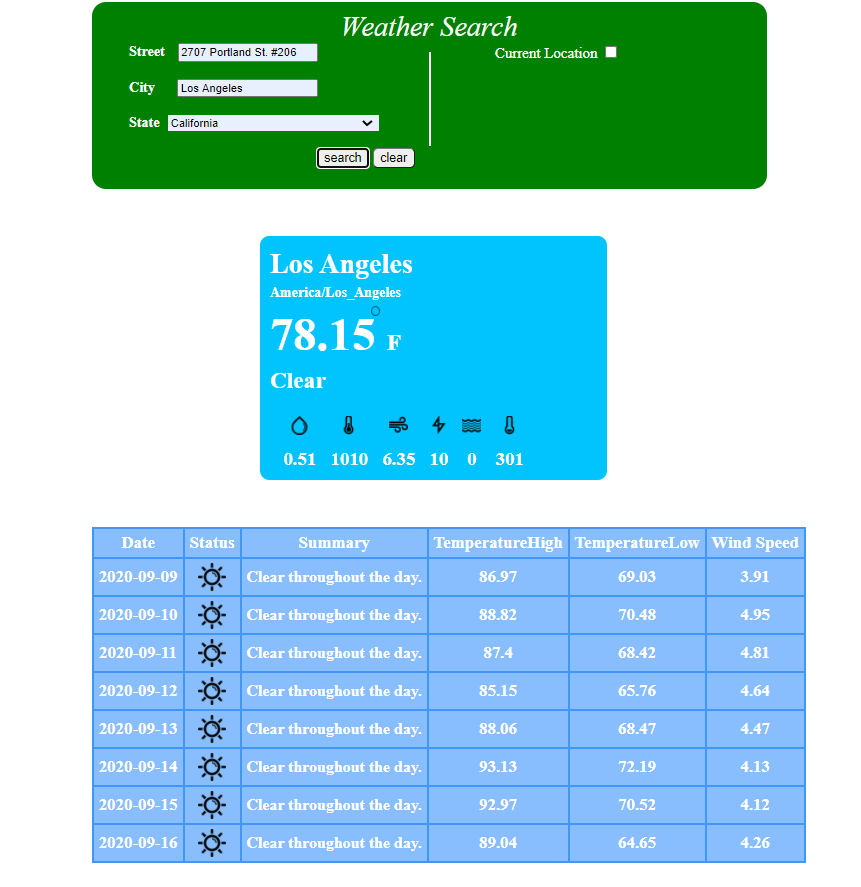 Weather Search
Street 2707 Portland St. #206 Current Location
City Los Angeles
State California
search clear
Los Angeles
America/Los_Angeles
78.15 F
Clear
0.51 1010 6.35 10 0 301
Date Status Summary TemperatureHigh TemperatureLow Wind Speed
2020-09-09 Clear throughout the day. 86.97 69.03 3.91
2020-09-10 Clear throughout the day. 88.82 70.48 4.95
2020-09-11 Clear throughout the day. 87.4 68.42 4.81
2020-09-12 Clear throughout the day. 85.15 65.76 4.64
2020-09-13 Clear throughout the day. 88.06 68.47 4.47
2020-09-14 Clear throughout the day. 93.13 72.19 4.13
2020-09-15 Clear throughout the day. 92.97 70.52 4.12
2020-09-16 Clear throughout the day. 89.04 64.65 4.26